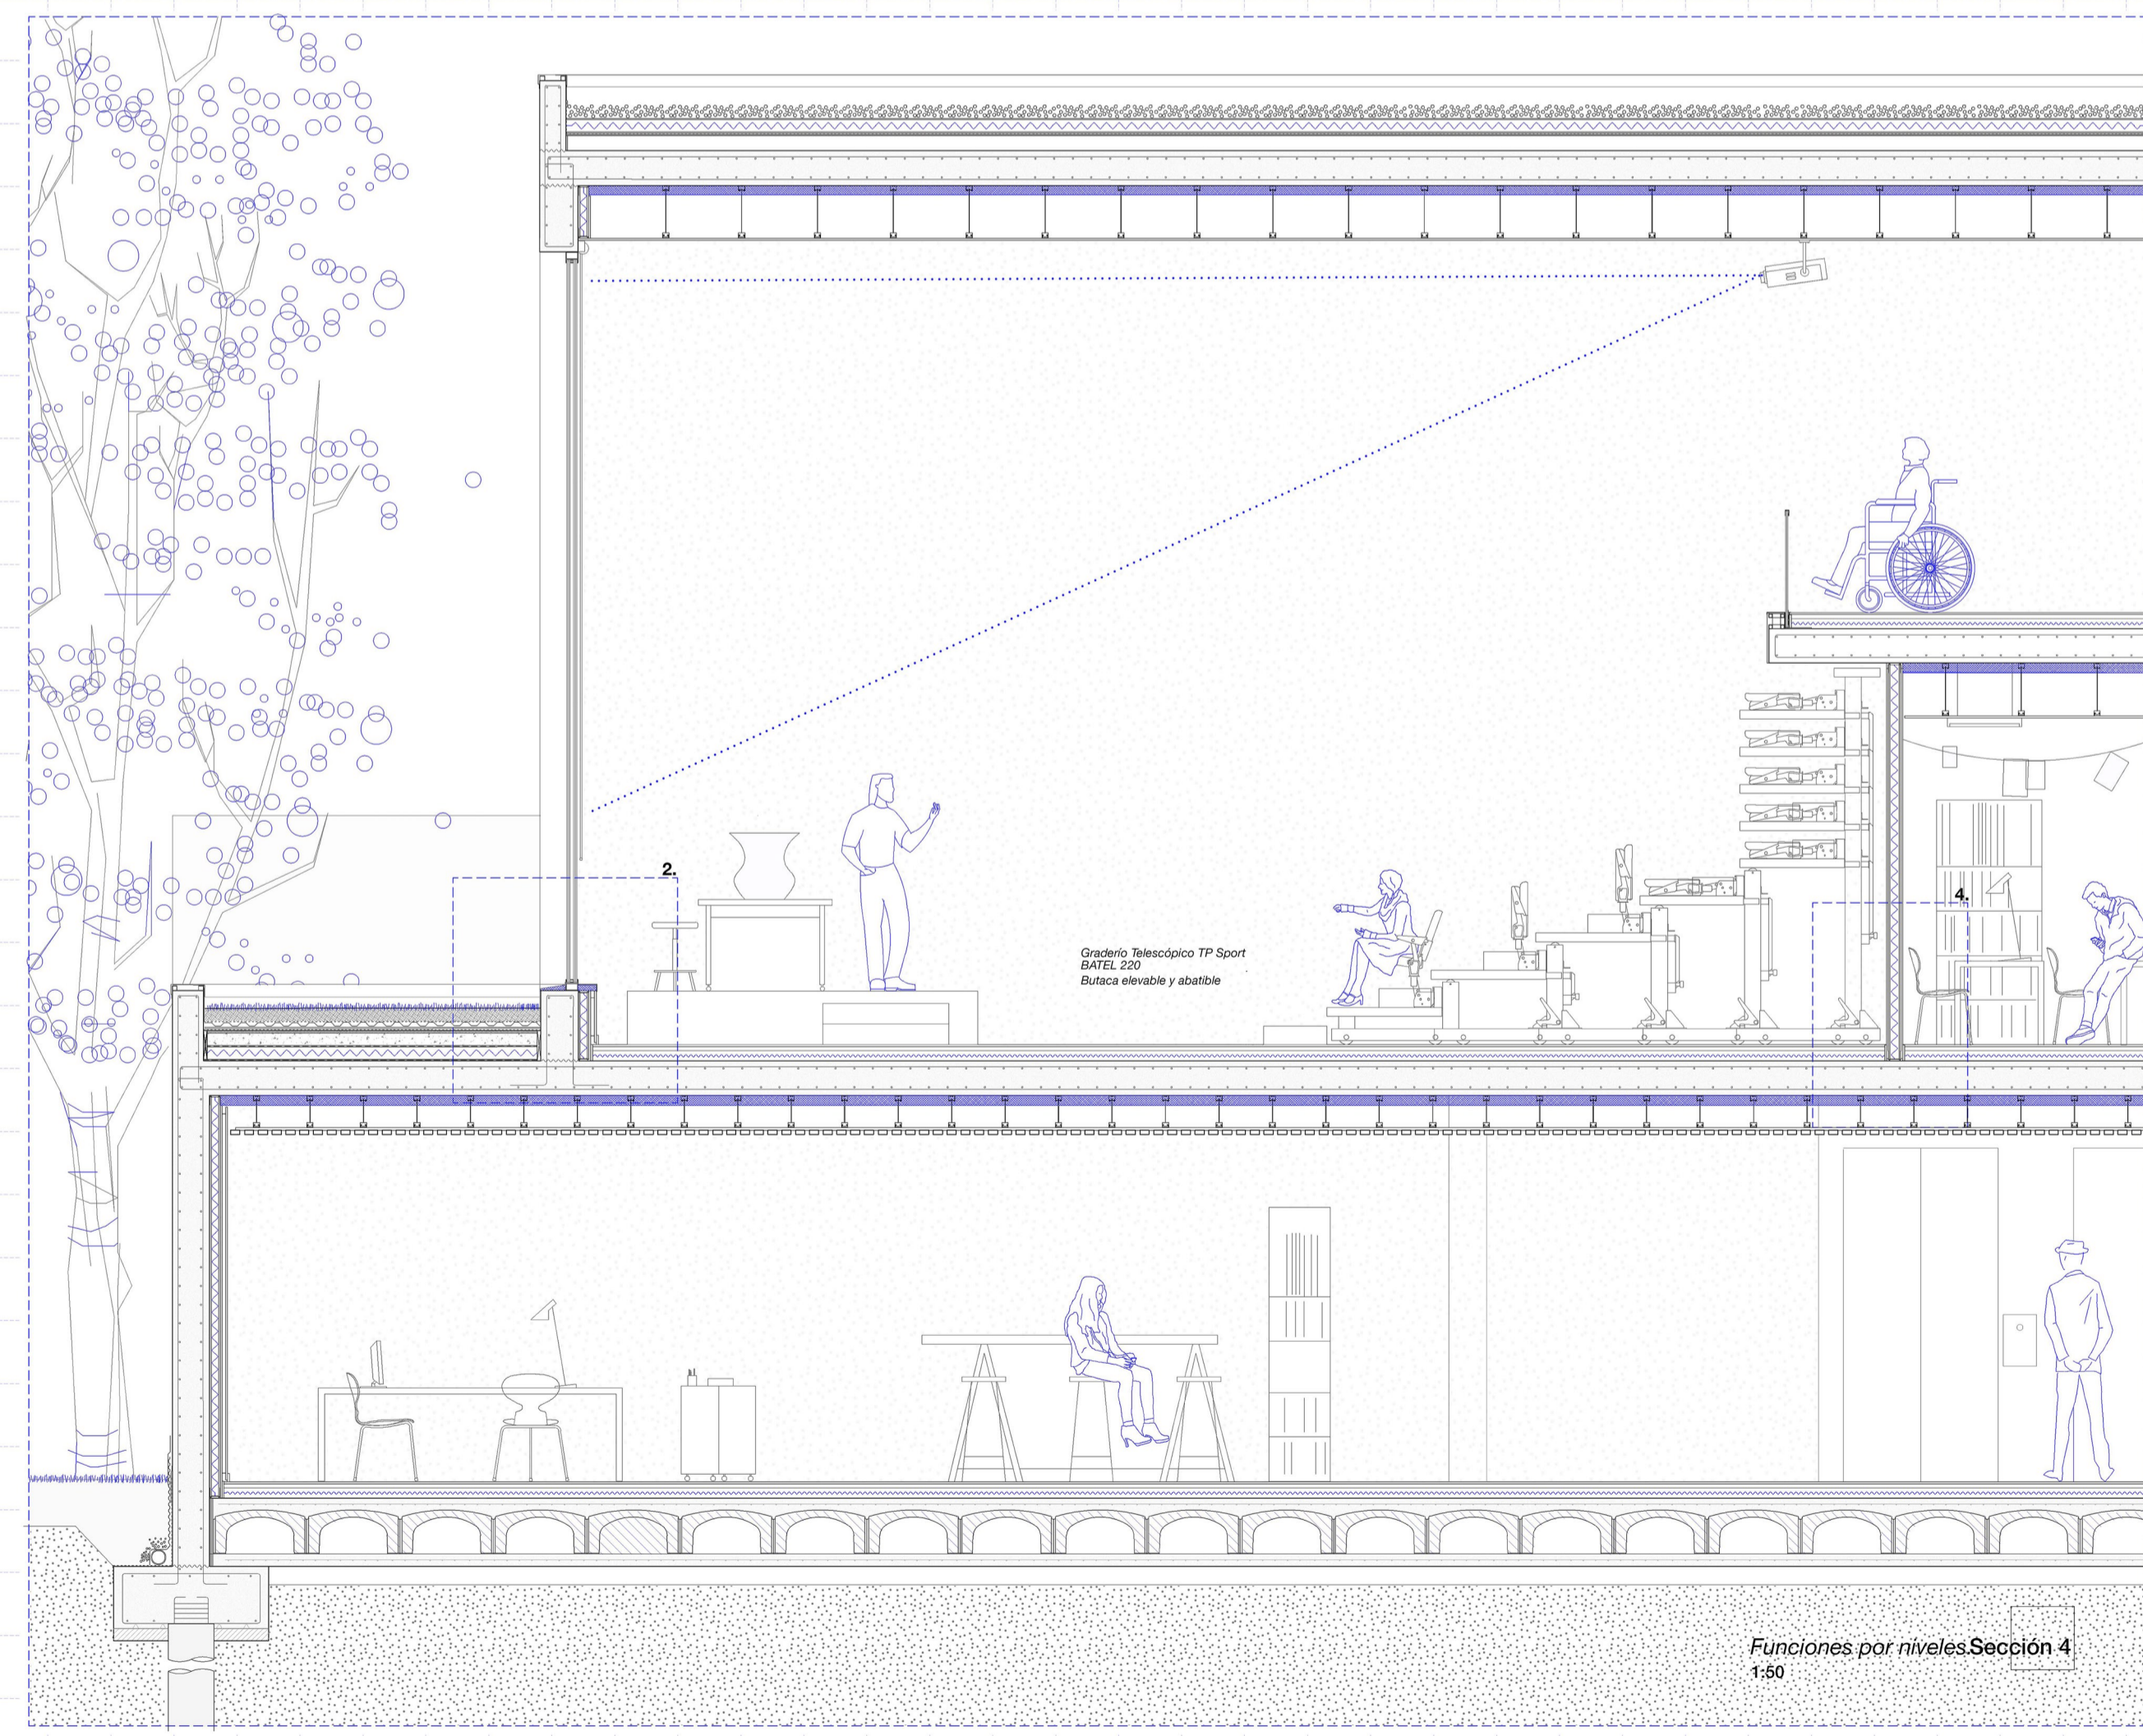 2.
4.
Graderío Telescópico TP Sport
BATEL 220
Butaca elevable y abatible
Funciones por niveles.Sección 4
1:50